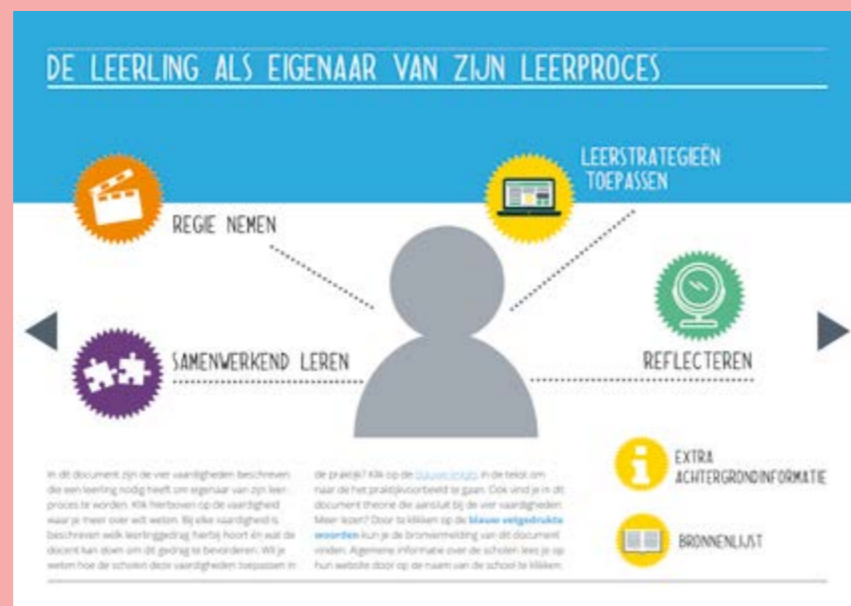 DE LEERLING ALS EIGENAAR VAN ZIJN LEERPROCES
LEERSTRATEGIEËN
TOEPASSEN
REGIE NEMEN
SAMENWERKEND LEREN
REFLECTEREN
In dit document zijn de vier vaardigheden beschreven
die een leerling nodig heeft om eigenaar van zijn leer-
proces te worden. Klik hierboven op de vaardigheid
waar je meer over wilt weten. Bij elke vaardigheid is
beschreven welk leerlinggedrag hierbij hoort én wat de
docent kan doen om dit gedrag te bevorderen. Wil je
weten hoe de scholen deze vaardigheden toepassen in
de praktijk? Klik op de blauwe linkjes in de tekst om
naar de het praktijkvoorbeeld te gaan. Ook vind je in dit
document theorie die aansluit bij de vier vaardigheden.
Meer lezen? Door te klikken op de blauw vetgedrukte
woorden kun je de bronvermelding van dit document
vinden. Algemene informatie over de scholen lees je op
hun website door op de naam van de school te klikken.
EXTRA
ACHTERGRONDINFORMATIE
BRONNENLIJST